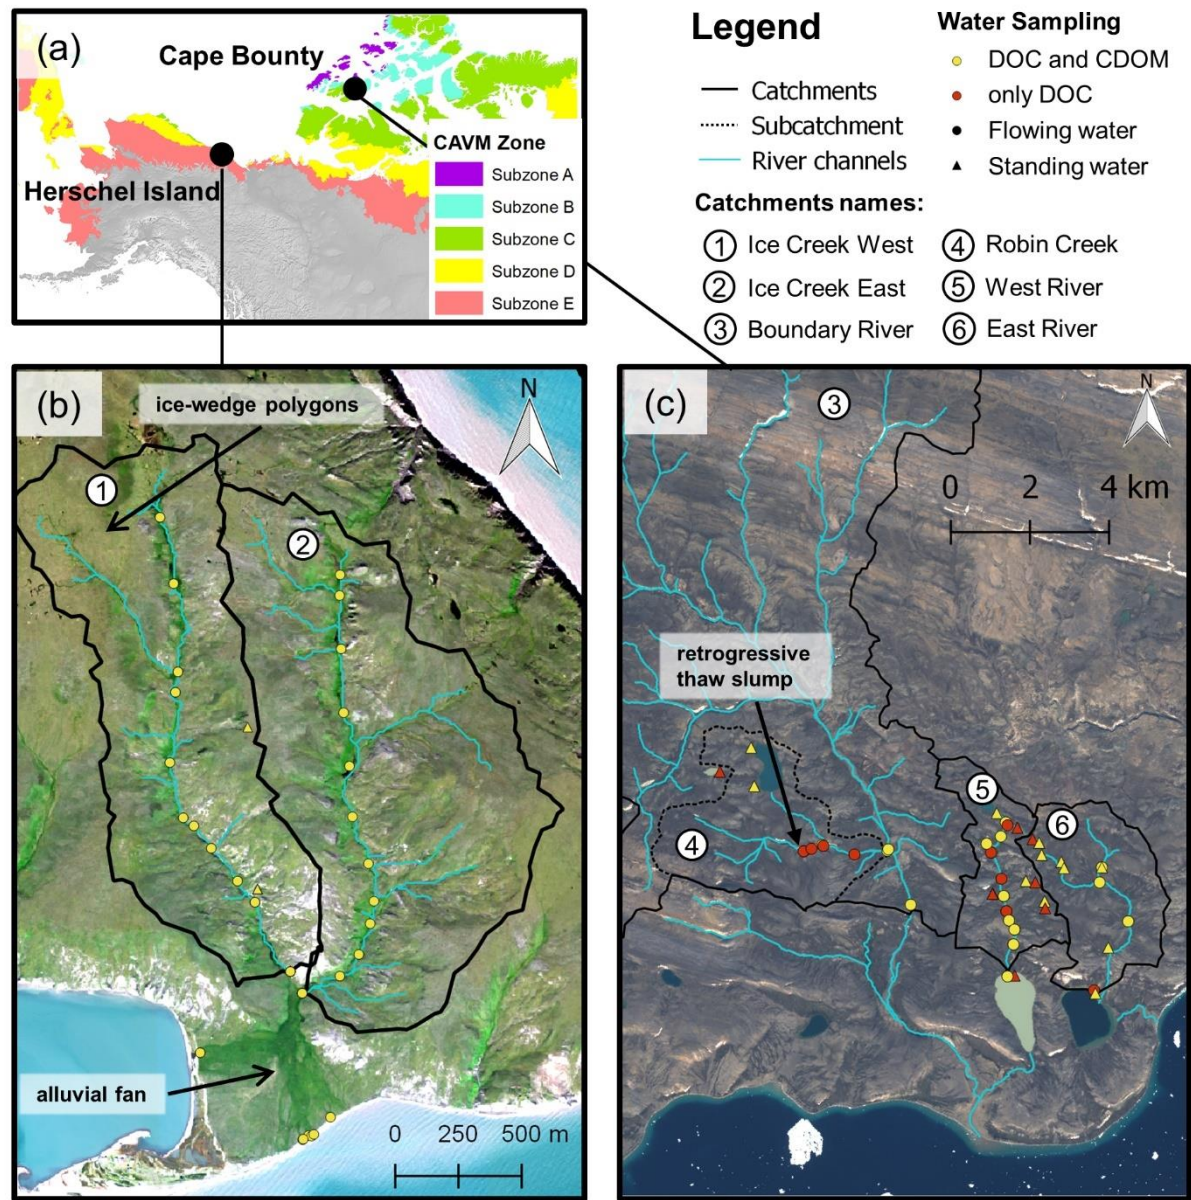 (a)
Cape Bounty
Herschel Island
CAVM Zone
Subzone A
Subzone B
Subzone C
Subzone D
Subzone E
Legend
Catchments
Subcatchment
River channels
Water Sampling
DOC and CDOM
only DOC
Flowing water
Standing water
Catchments names:
1 Ice Creek West
2 Ice Creek East
3 Boundary River
4 Robin Creek
5 West River
6 East River
(b)
ice-wedge polygons
N
1
2
alluvial fan
0 250 500 m
(c)
3
N
0 2 4 km
retrogressive
thaw slump
4
5
6